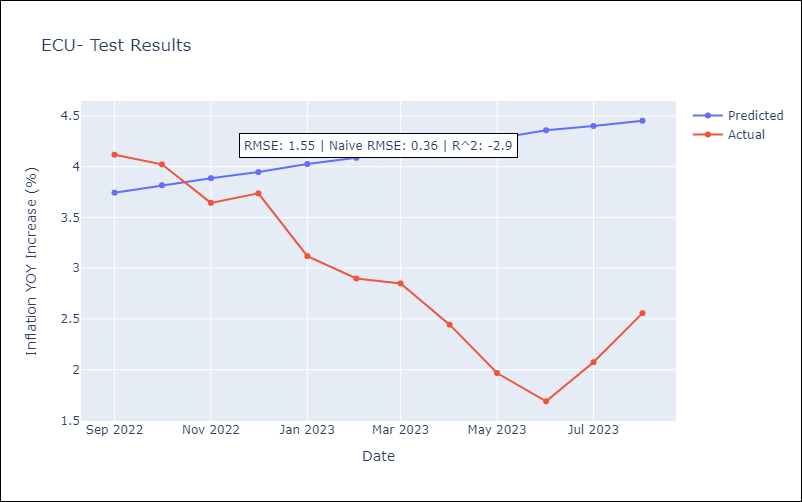 ECU- Test Results
Predicted
Actual
RMSE: 1.55 | Naive RMSE: 0.36 | R^2: -2.9
Inflation YOY Increase (%)
4.5
4
3.5
3
2.5
2
1.5
Sep 2022 Nov 2022 Jan 2023 Mar 2023 May 2023 Jul 2023
Date